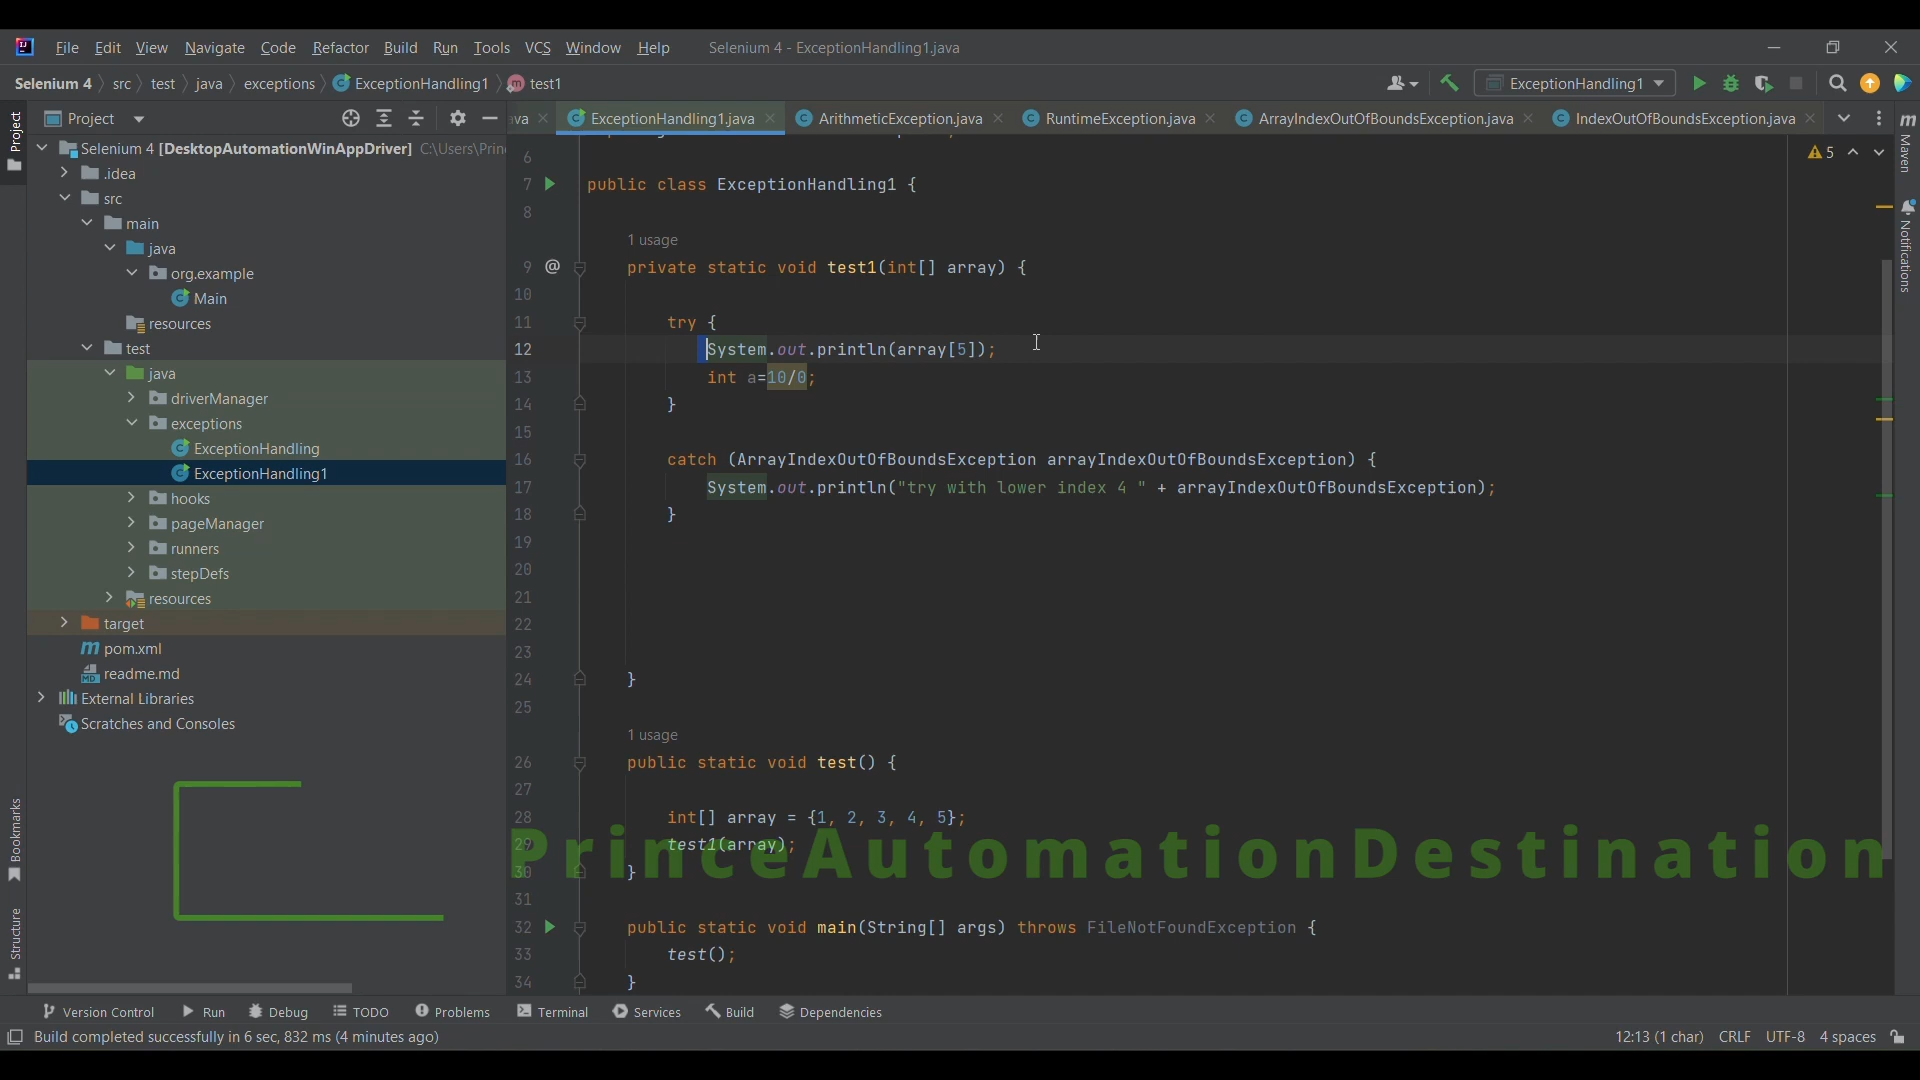 File Edit View Navigate Code Refactor Build Run Tools VCS Window Help Selenium 4 - ExceptionHandling1.java
Selenium 4 src test java exceptions ExceptionHandling1 m test1 ExceptionHandling1
Project
ava ExceptionHandling1.java ArithmeticException.java RuntimeException.java ArrayIndexOutOfBoundsException.java IndexOutOfBoundsException.java
Project
Selenium 4 [DesktopAutomationWinAppDriver] C:\Users\Prin
.idea
src
main
java
org.example
Main
resources
test
java
driverManager
exceptions
ExceptionHandling
ExceptionHandling1
hooks
pageManager
runners
stepDefs
resources
target
pom.xml
readme.md
External Libraries
Scratches and Consoles
Bookmarks
Structure
5
6
7 public class ExceptionHandling1 {
8
1 usage
9 @ private static void test1(int[] array) {
10
11 try {
12 System.out.println(array[5]);
13 int a=10/0;
14 }
15
16 catch (ArrayIndexOutOfBoundsException arrayIndexOutOfBoundsException) {
17 System.out.println("try with lower index 4 " + arrayIndexOutOfBoundsException);
18 }
19
20
21
22
23
24 }
25
1 usage
26 public static void test() {
27
28 int[] array = {1, 2, 3, 4, 5};
29 test1(array);
30 }
31
32 public static void main(String[] args) throws FileNotFoundException {
33 test();
34 }
PrinceAutomationDestination
m Maven
Notifications
Version Control Run Debug TODO Problems Terminal Services Build Dependencies
Build completed successfully in 6 sec, 832 ms (4 minutes ago) 12:13 (1 char) CRLF UTF-8 4 spaces